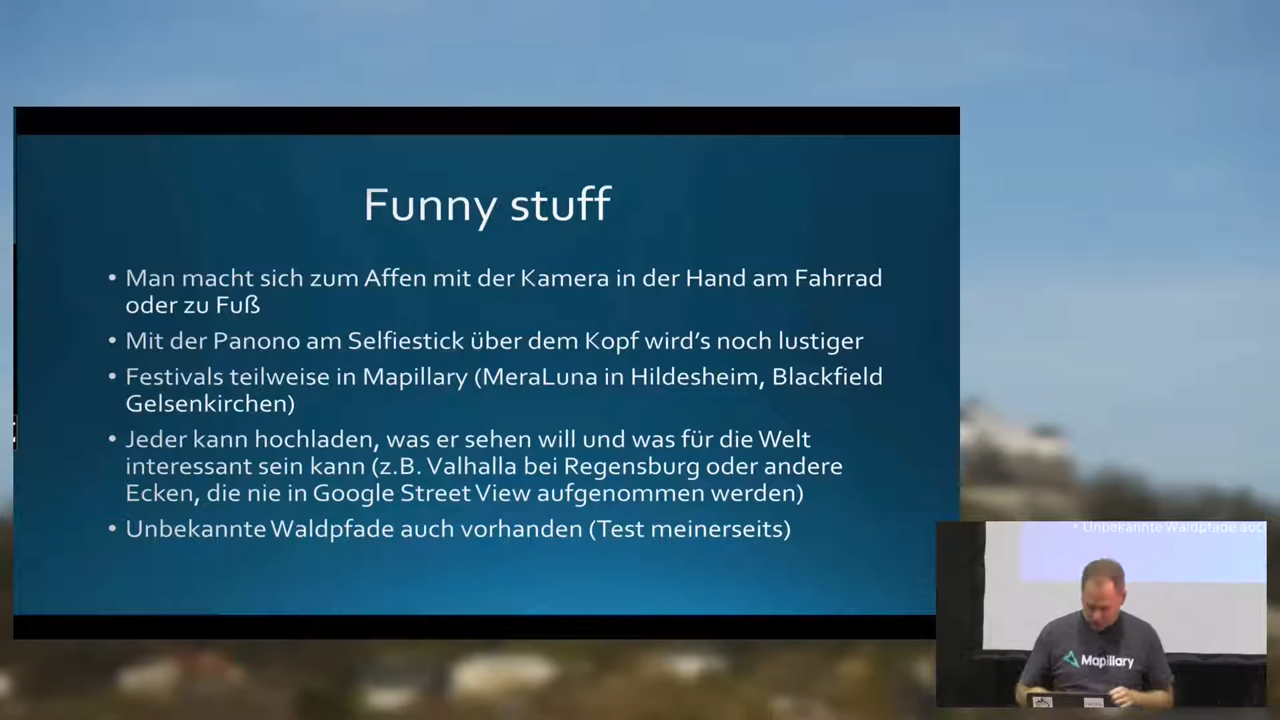 Funny stuff
• Man macht sich zum Affen mit der Kamera in der Hand am Fahrrad
oder zu Fuß
• Mit der Panono am Selfiestick über dem Kopf wird's noch lustiger
• Festivals teilweise in Mapillary (MeraLuna in Hildesheim, Blackfield
Gelsenkirchen)
• Jeder kann hochladen, was er sehen will und was für die Welt
interessant sein kann (z.B. Valhalla bei Regensburg oder andere
Ecken, die nie in Google Street View aufgenommen werden)
• Unbekannte Waldpfade auch vorhanden (Test meinerseits)
• Unbekannte Waldpfade auc
Mapillary